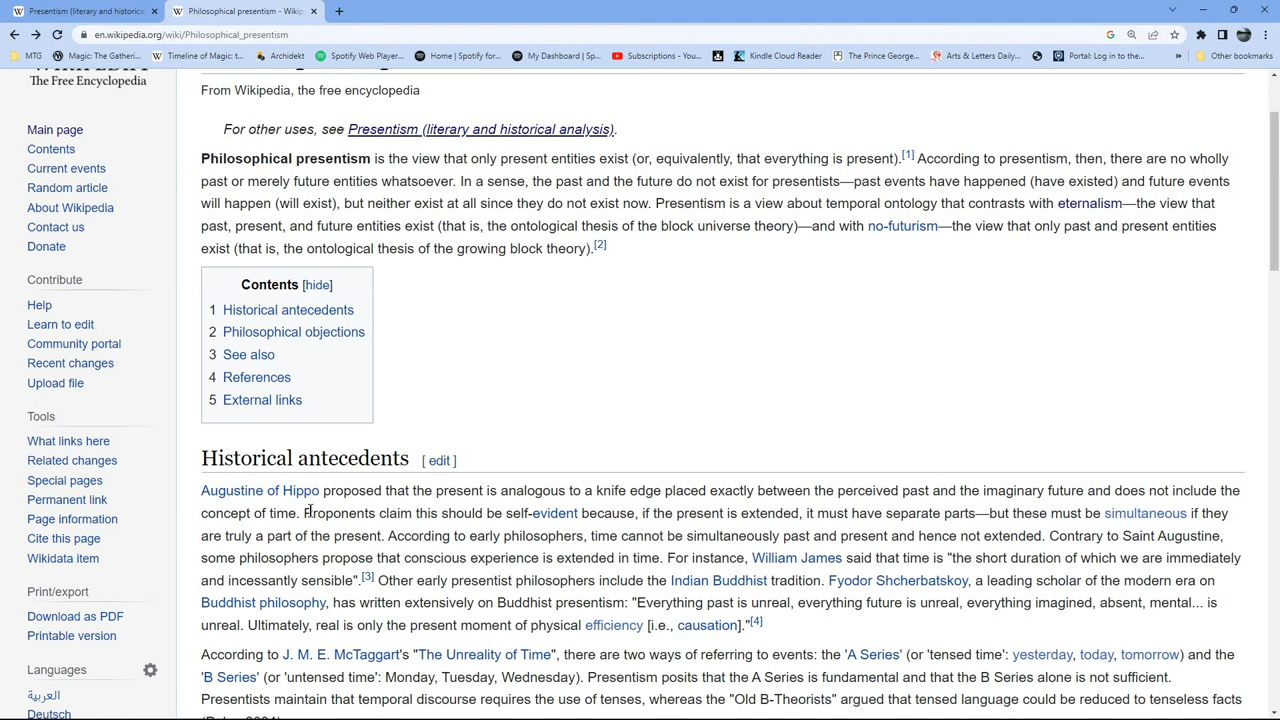 Presentism (literary and historica
Philosophical presentism - Wikip
en.wikipedia.org/wiki/Philosophical_presentism
MTG
Magic: The Gatheri...
Timeline of Magic: t...
Archidekt
Spotify Web Player...
Home | Spotify for...
My Dashboard | Sp...
Subscriptions - You...
Kindle Cloud Reader
The Prince George...
Arts & Letters Daily...
Portal: Log in to the...
Other bookmarks
The Free Encyclopedia
Main page
Contents
Current events
Random article
About Wikipedia
Contact us
Donate
Contribute
Help
Learn to edit
Community portal
Recent changes
Upload file
Tools
What links here
Related changes
Special pages
Permanent link
Page information
Cite this page
Wikidata item
Print/export
Download as PDF
Printable version
Languages
العربية
Deutsch
From Wikipedia, the free encyclopedia
For other uses, see Presentism (literary and historical analysis).
Philosophical presentism is the view that only present entities exist (or, equivalently, that everything is present).[1] According to presentism, then, there are no wholly
past or merely future entities whatsoever. In a sense, the past and the future do not exist for presentists—past events have happened (have existed) and future events
will happen (will exist), but neither exist at all since they do not exist now. Presentism is a view about temporal ontology that contrasts with eternalism—the view that
past, present, and future entities exist (that is, the ontological thesis of the block universe theory)—and with no-futurism—the view that only past and present entities
exist (that is, the ontological thesis of the growing block theory).[2]
Contents [hide]
1 Historical antecedents
2 Philosophical objections
3 See also
4 References
5 External links
Historical antecedents [ edit ]
Augustine of Hippo proposed that the present is analogous to a knife edge placed exactly between the perceived past and the imaginary future and does not include the
concept of time. Proponents claim this should be self-evident because, if the present is extended, it must have separate parts—but these must be simultaneous if they
are truly a part of the present. According to early philosophers, time cannot be simultaneously past and present and hence not extended. Contrary to Saint Augustine,
some philosophers propose that conscious experience is extended in time. For instance, William James said that time is "the short duration of which we are immediately
and incessantly sensible".[3] Other early presentist philosophers include the Indian Buddhist tradition. Fyodor Shcherbatskoy, a leading scholar of the modern era on
Buddhist philosophy, has written extensively on Buddhist presentism: "Everything past is unreal, everything future is unreal, everything imagined, absent, mental... is
unreal. Ultimately, real is only the present moment of physical efficiency [i.e., causation]."[4]
According to J. M. E. McTaggart's "The Unreality of Time", there are two ways of referring to events: the 'A Series' (or 'tensed time': yesterday, today, tomorrow) and the
'B Series' (or 'untensed time': Monday, Tuesday, Wednesday). Presentism posits that the A Series is fundamental and that the B Series alone is not sufficient.
Presentists maintain that temporal discourse requires the use of tenses, whereas the "Old B-Theorists" argued that tensed language could be reduced to tenseless facts